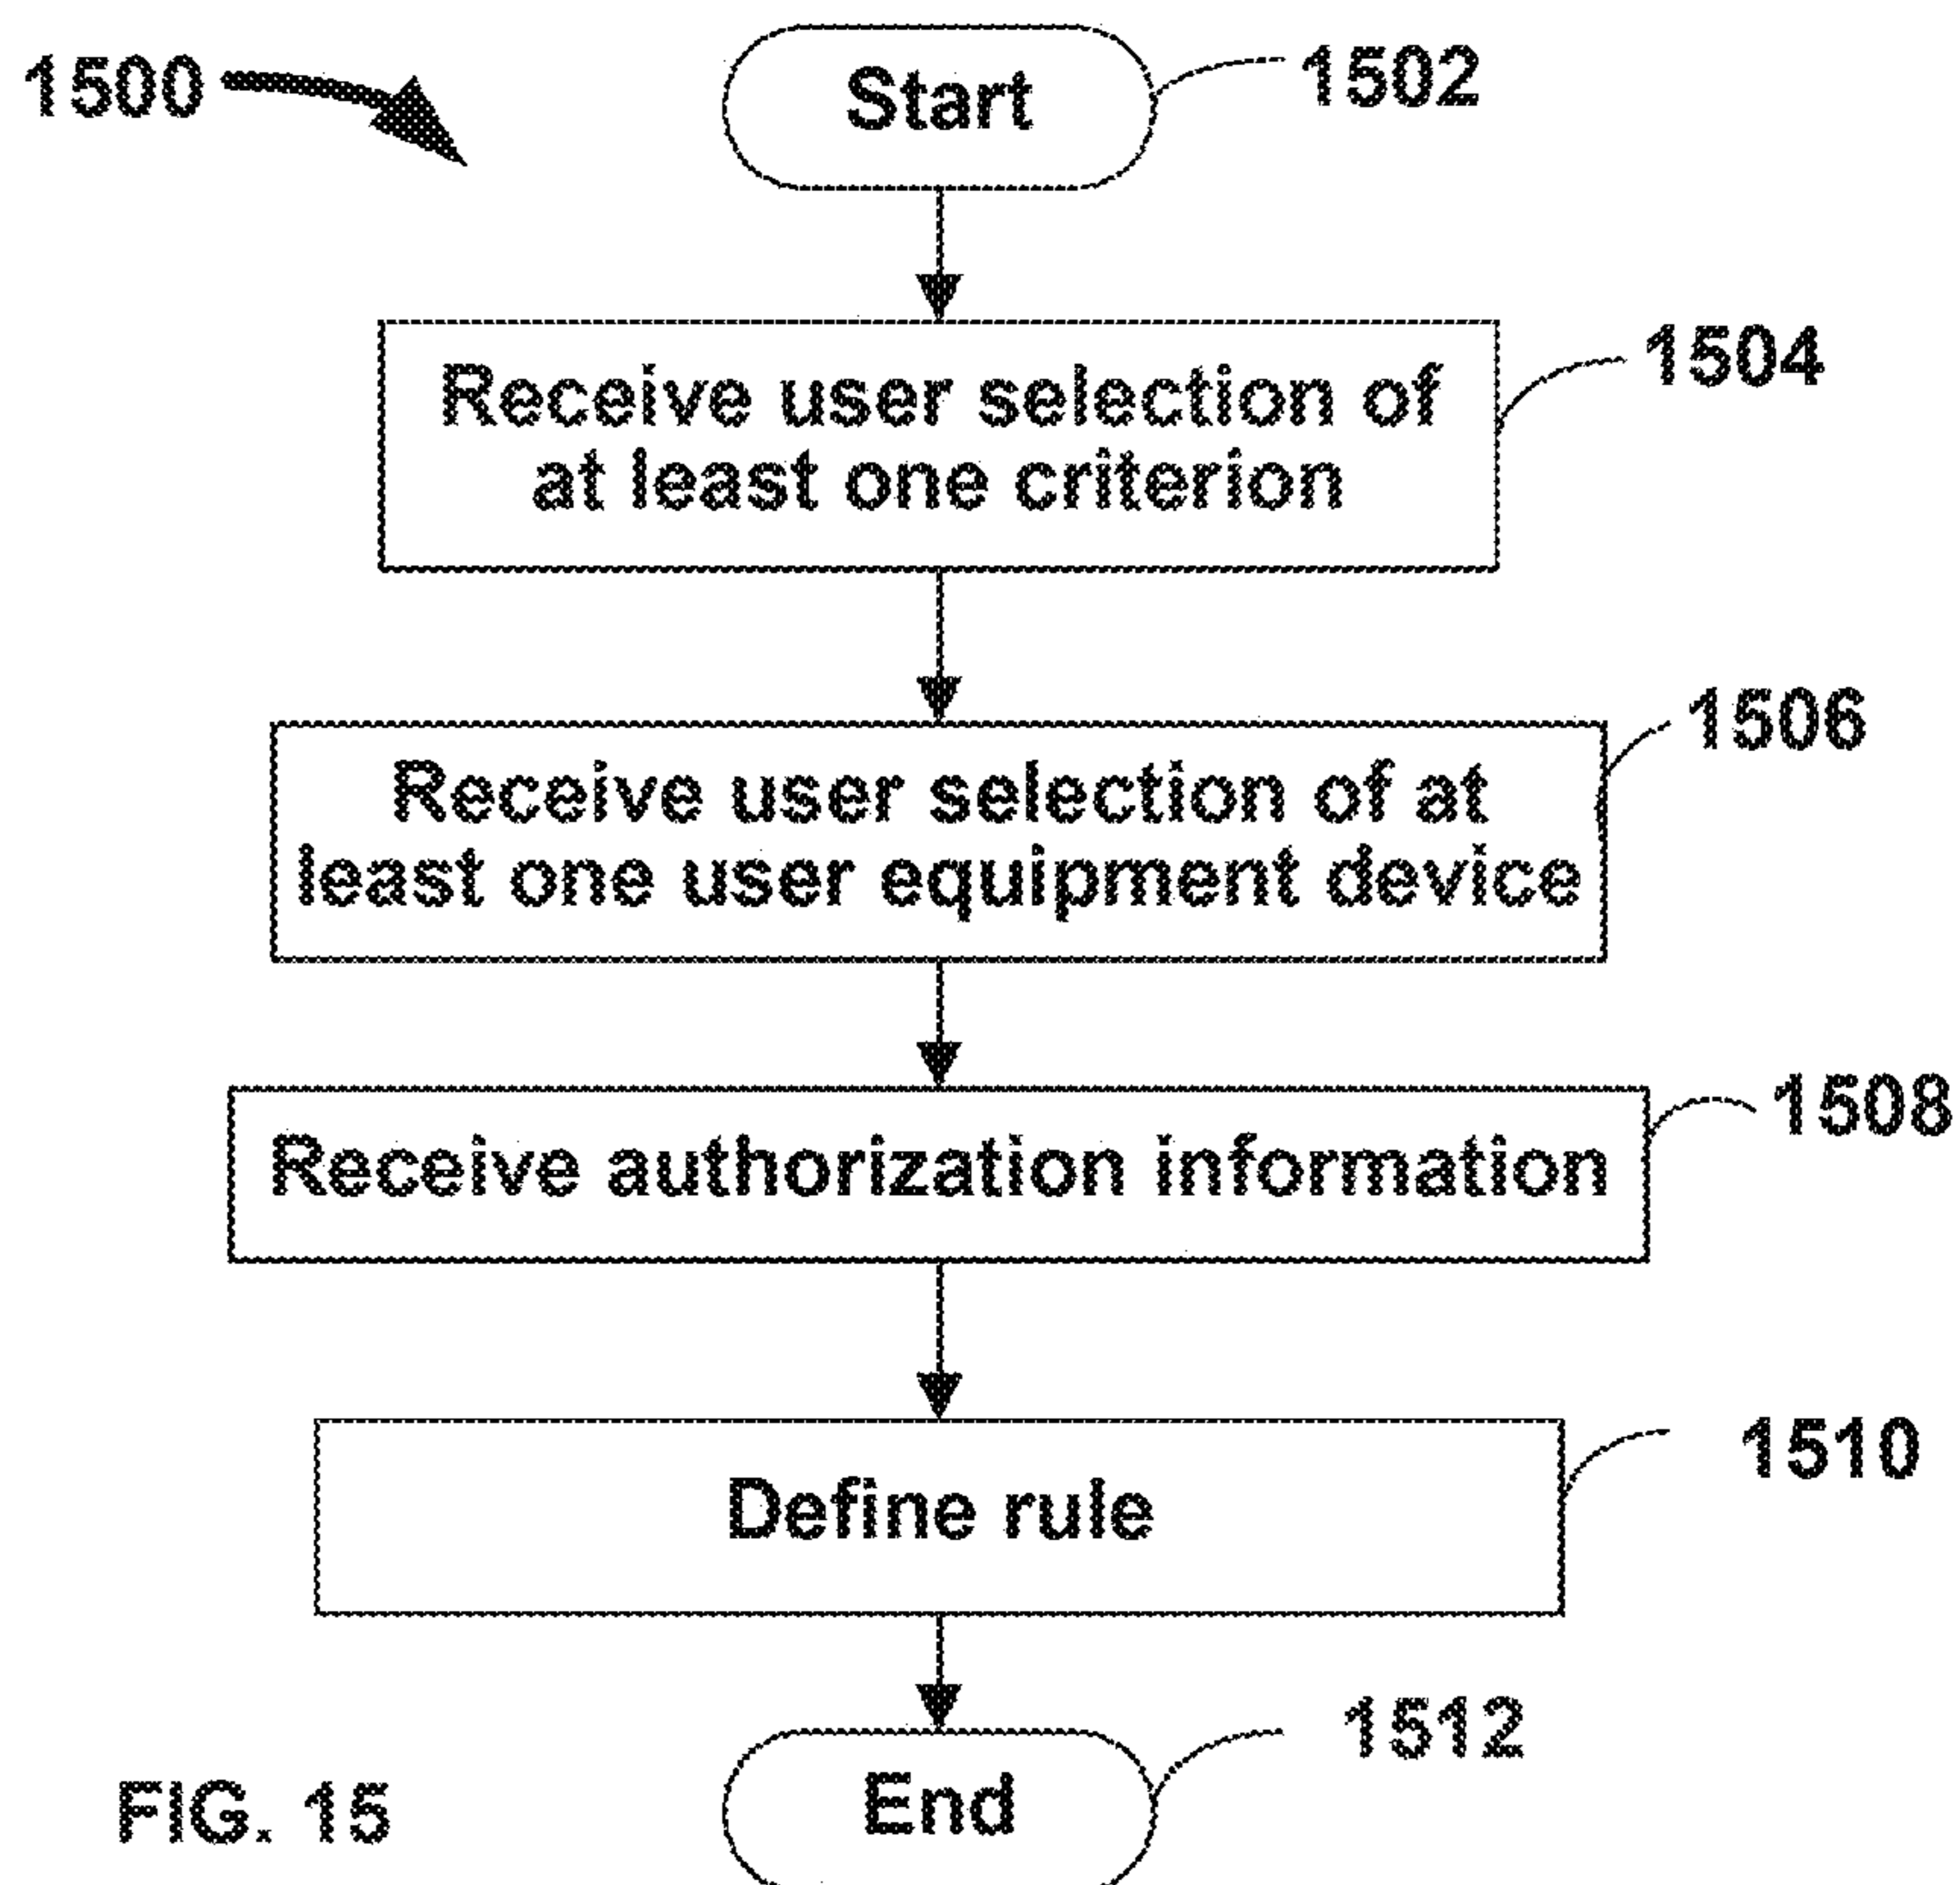 1500
Start
1502
Receive user selection of
at least one criterion
1504
Receive user selection of at
least one user equipment device
1506
Receive authorization information
1508
Define rule
1510
End
1512
FIG. 15